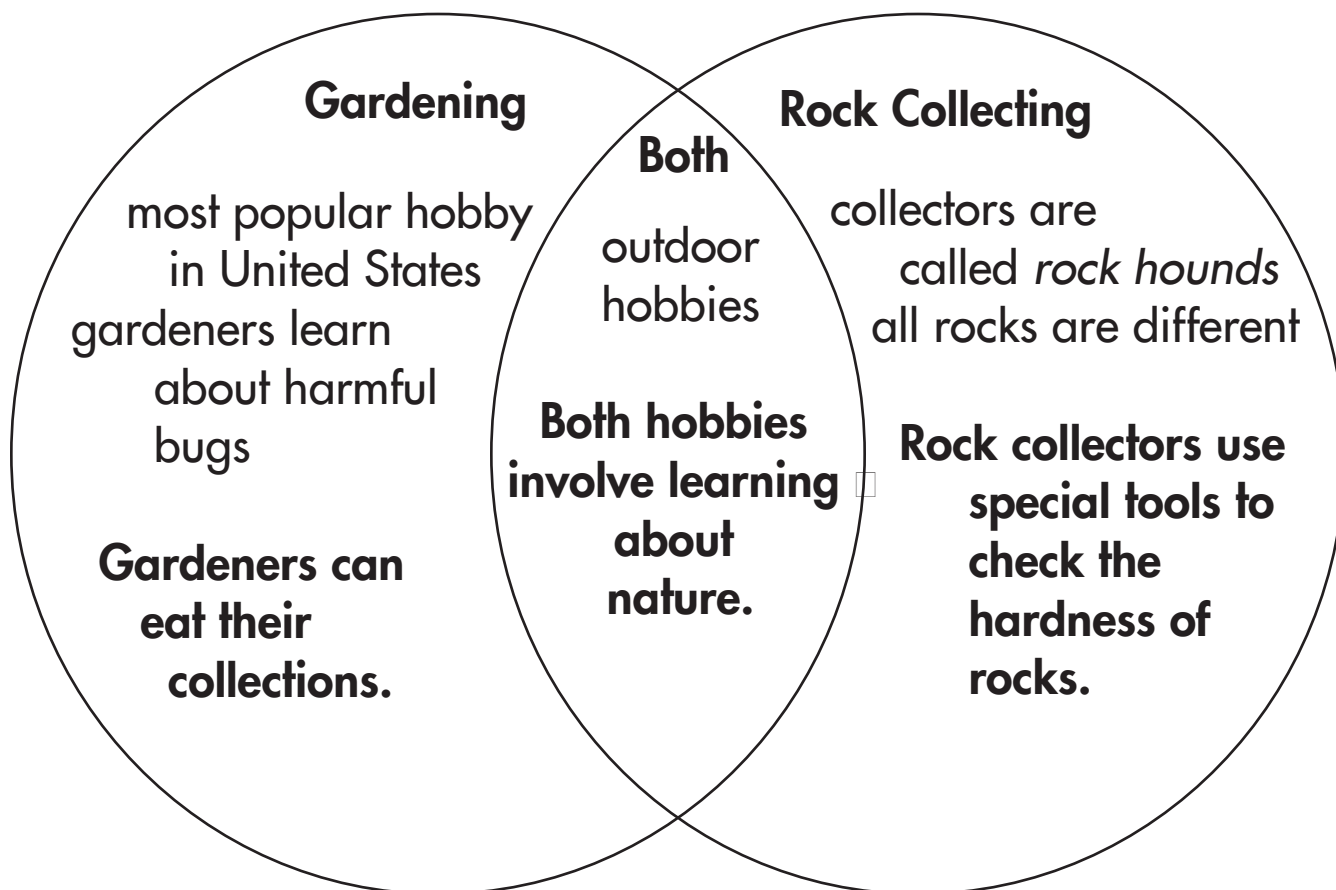 Gardening
most popular hobby
in United States
gardeners learn
about harmful
bugs
Gardeners can
eat their
collections.
Both
outdoor
hobbies
Both hobbies
involve learning
about
nature.
Rock Collecting
collectors are
called rock hounds
all rocks are different
Rock collectors use
special tools to
check the
hardness of
rocks.